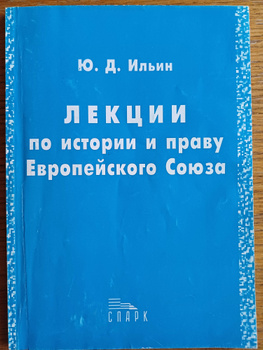 Ю. Д. Ильин
ЛЕКЦИИ
по истории и праву
Европейского Союза
СПАРК